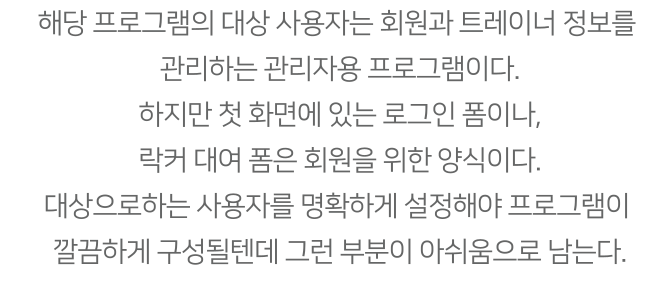 해당 프로그램의 대상 사용자는 회원과 트레이너 정보를
관리하는 관리자용 프로그램이다.
하지만 첫 화면에 있는 로그인 폼이나,
락커 대여 폼은 회원을 위한 양식이다.
대상으로하는 사용자를 명확하게 설정해야 프로그램이
깔끔하게 구성될텐데 그런 부분이 아쉬움으로 남는다.